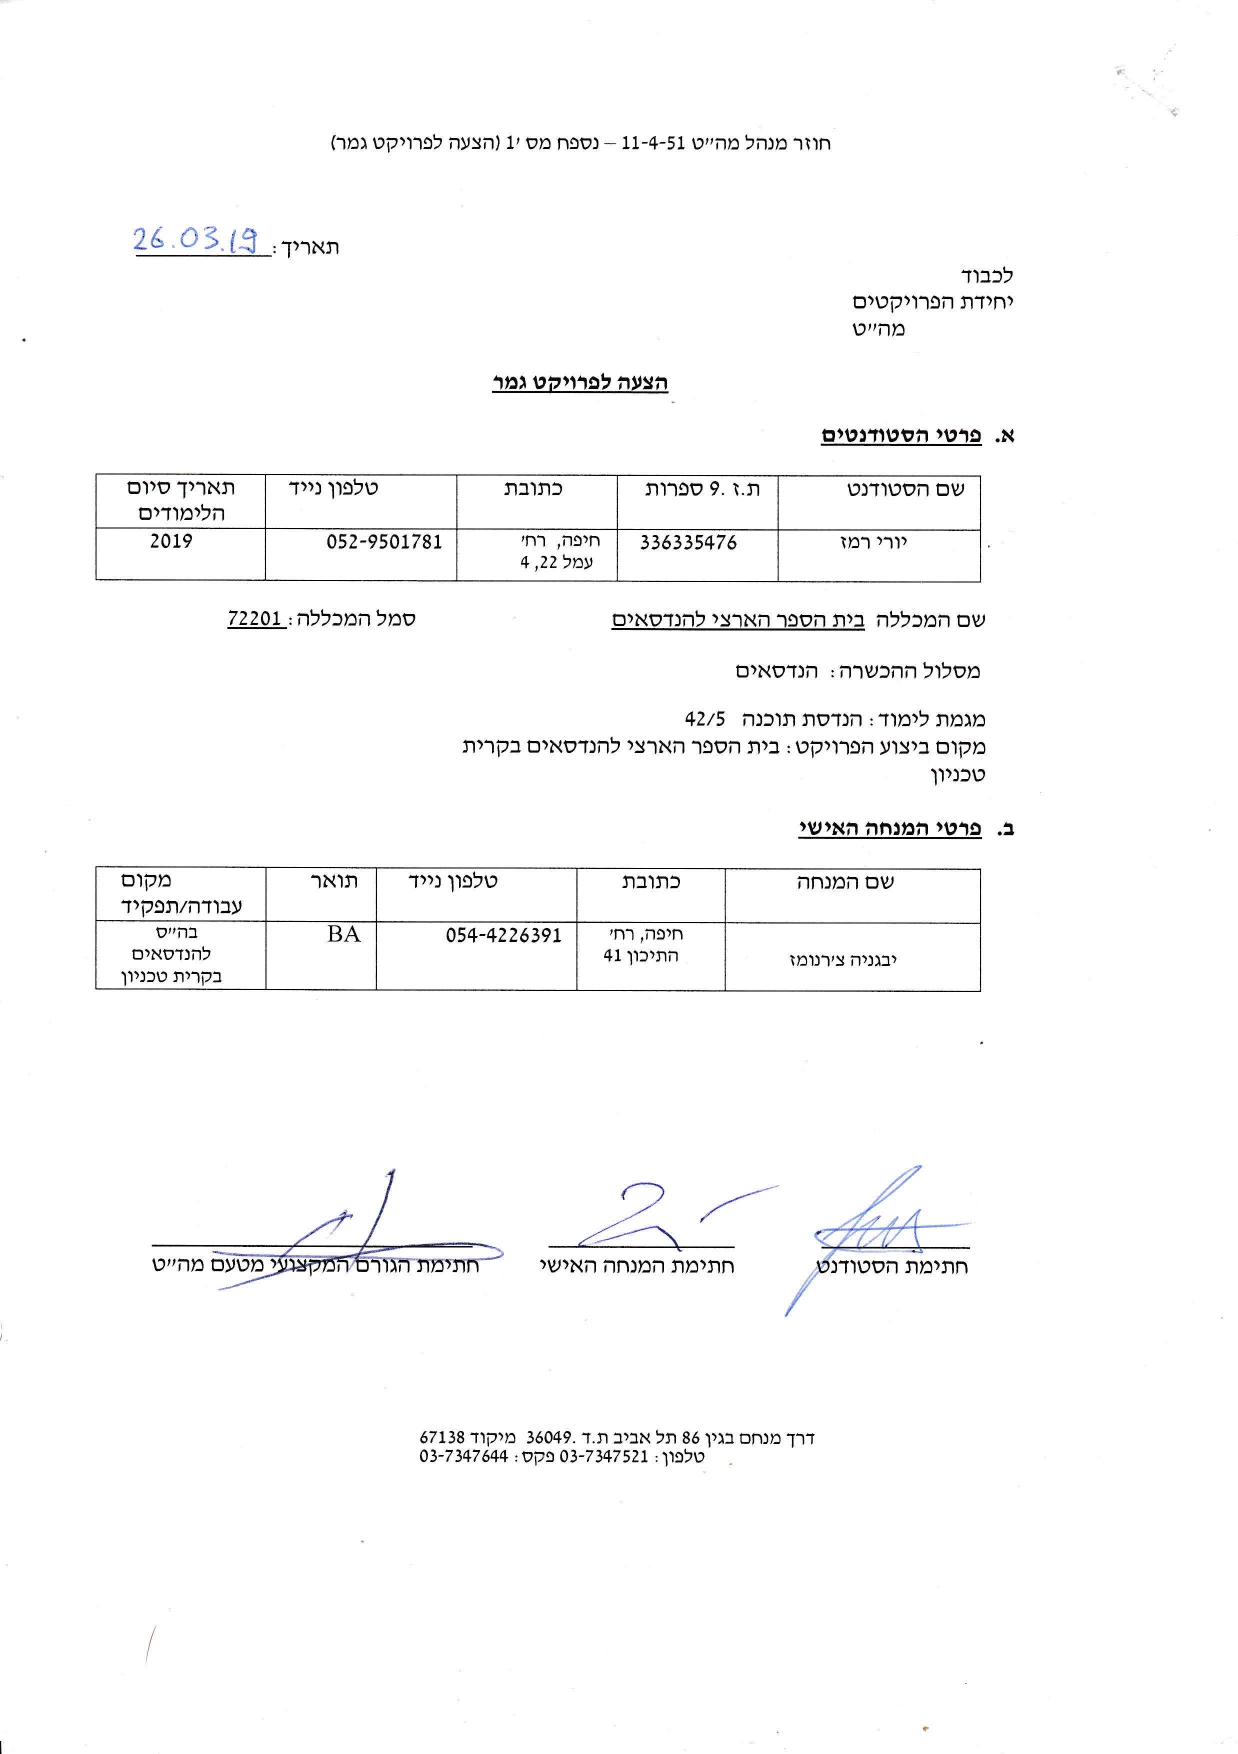 חוזר מנהל מה״ט 11-4-51 – נספח מס ׳1 (הצעה לפרויקט גמר)
תאריך: 26.03.19
לכבוד
יחידת הפרויקטים
מה״ט
הצעה לפרויקט גמר
א. פרטי הסטודנטים
שם הסטודנט ת.ז .9 ספרות כתובת טלפון נייד תאריך סיום
הלימודים
יורי רמז 336335476 חיפה, רח׳ 052-9501781 2019
עמל 22, 4
שם המכללה בית הספר הארצי להנדסאים סמל המכללה: 72201
מסלול ההכשרה: הנדסאים
מגמת לימוד: הנדסת תוכנה 42/5
מקום ביצוע הפרויקט: בית הספר הארצי להנדסאים בקרית
טכניון
ב. פרטי המנחה האישי
שם המנחה כתובת טלפון נייד תואר מקום
עבודה/תפקיד
יבגניה צ׳רנומז חיפה, רח׳ 054-4226391 BA בה״ס
התיכון 41 להנדסאים
בקרית טכניון
חתימת הסטודנט חתימת המנחה האישי חתימת הגורם המקצועי מטעם מה״ט
דרך מנחם בגין 86 תל אביב ת.ד .36049 מיקוד 67138
טלפון: 03-7347521 פקס: 03-7347644